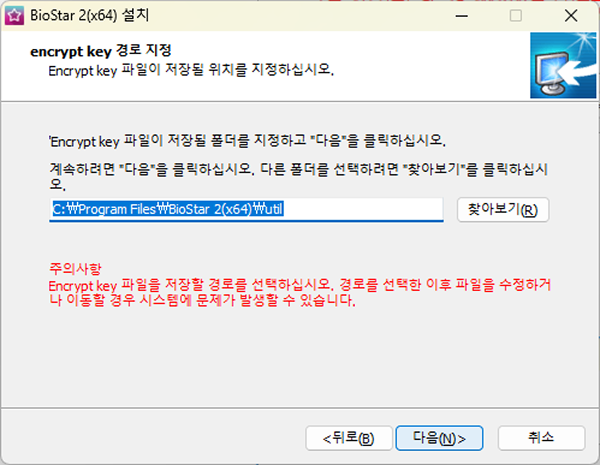 BioStar 2(x64) 설치
encrypt key 경로 지정
Encrypt key 파일이 저장될 위치를 지정하십시오.
'Encrypt key 파일이 저장될 폴더를 지정하고 "다음"을 클릭하십시오.
계속하려면 "다음"을 클릭하십시오. 다른 폴더를 선택하려면 "찾아보기"를 클릭하십시
오.
C:₩Program Files₩BioStar 2(x64)₩util
찾아보기(R)
주의사항
Encrypt key 파일을 저장할 경로를 선택하십시오. 경로를 선택한 이후 파일을 수정하거
나 이동할 경우 시스템에 문제가 발생할 수 있습니다.
<뒤로(B)
다음(N)>
취소